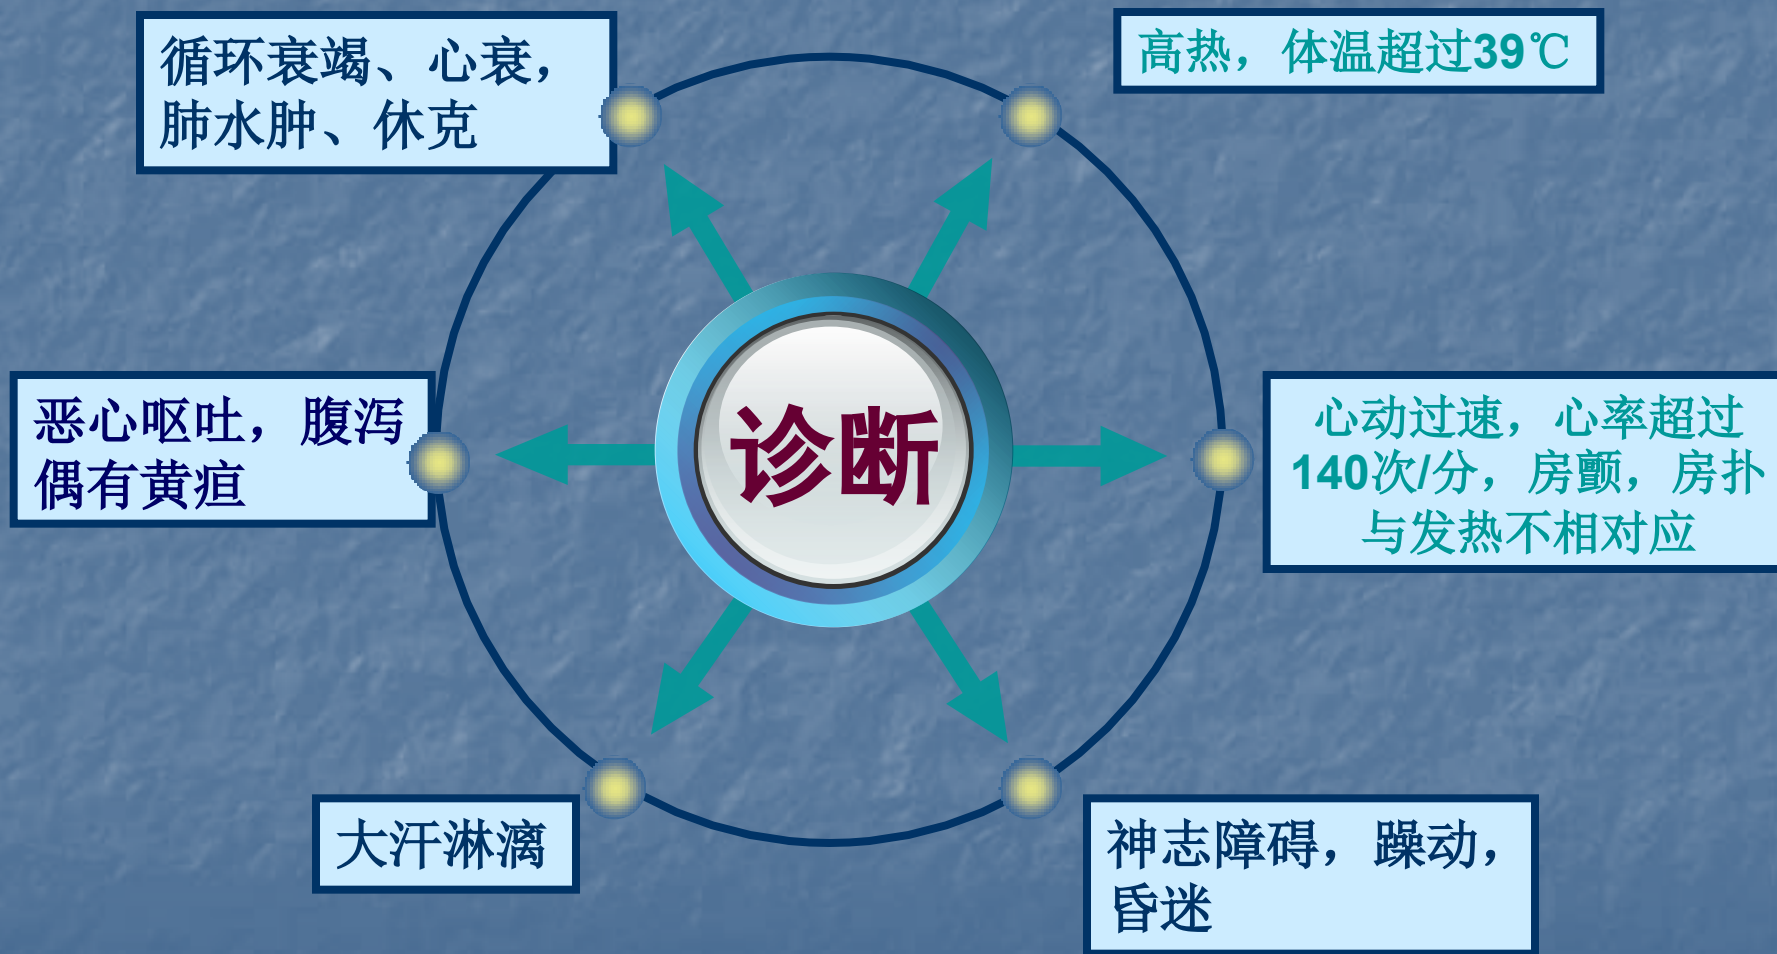 循环衰竭、心衰，
肺水肿、休克
高热，体温超过39℃
恶心呕吐，腹泻
偶有黄疸
诊断
心动过速，心率超过
140次/分，房颤，房扑
与发热不相对应
大汗淋漓
神志障碍，躁动，
昏迷